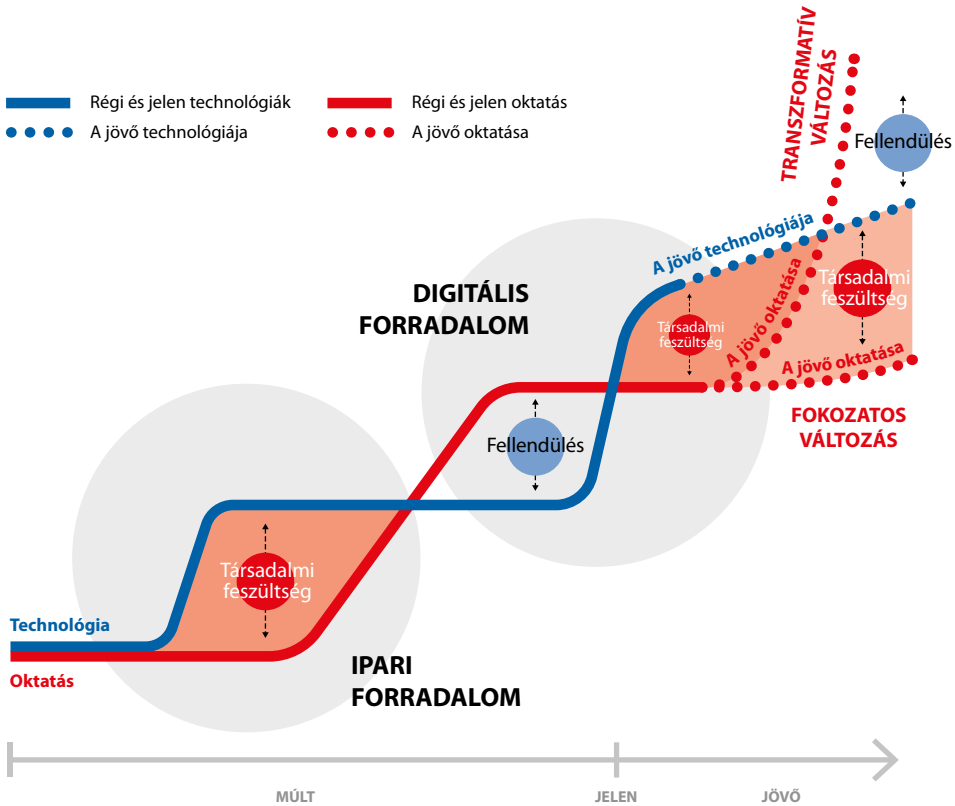 Régi és jelen technológiák
A jövő technológiája
Régi és jelen oktatás
A jövő oktatása
TRANSZFORMATÍV
VÁLTOZÁS
Fellendülés
A jövő technológiája
DIGITÁLIS
FORRADALOM
Társadalmi
feszültség
A jövő oktatása
Társadalmi
feszültség
A jövő oktatása
FOKOZATOS
VÁLTOZÁS
Fellendülés
Társadalmi
feszültség
Technológia
Oktatás
IPARI
FORRADALOM
MÚLT
JELEN
JÖVŐ